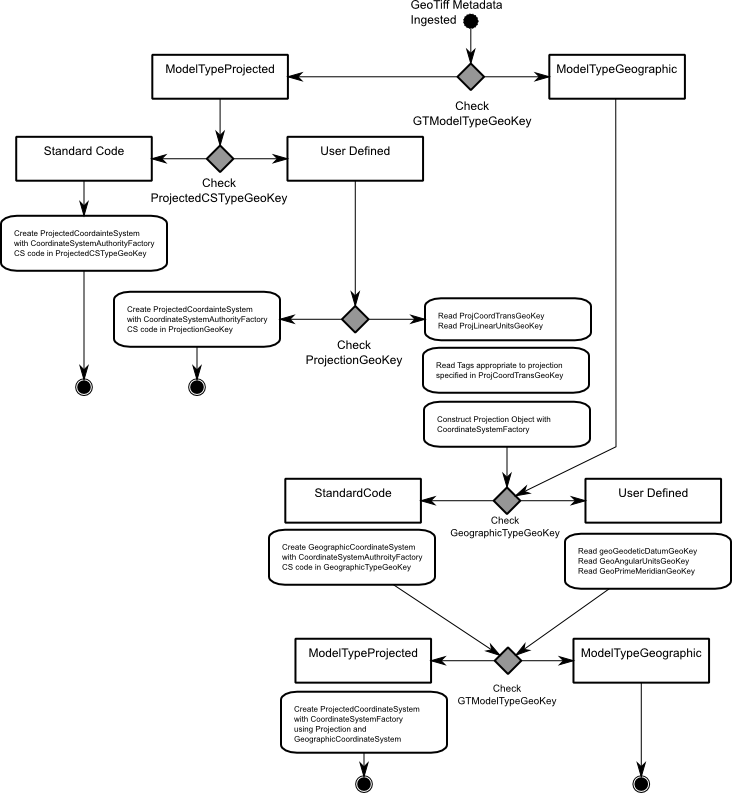 GeoTiff Metadata
Ingested
ModelTypeProjected
ModelTypeGeographic
Check
GTModelTypeGeoKey
Standard Code
User Defined
Check
ProjectedCSTypeGeoKey
Create ProjectedCoordainteSystem
with CoordinateSystemAuthorityFactory
CS code in ProjectedCSTypeGeoKey
Create ProjectedCoordainteSystem
with CoordinateSystemAuthorityFactory
CS code in ProjectionGeoKey
Check
ProjectionGeoKey
Read ProjCoordTransGeoKey
Read ProjLinearUnitsGeoKey
Read Tags appropriate to projection
specified in ProjCoordTransGeoKey
Construct Projection Object with
CoordinateSystemFactory
StandardCode
User Defined
Check
GeographicTypeGeoKey
Create GeographicCoordinateSystem
with CoordinateSystemAuthroityFactory
CS code in GeographicTypeGeoKey
Read geoGeodeticDatumGeoKey
Read GeoAngularUnitsGeoKey
Read GeoPrimeMeridianGeoKey
ModelTypeProjected
ModelTypeGeographic
Check
GTModelTypeGeoKey
Create ProjectedCoordinateSystem
with CoordinateSystemFactory
using Projection and
GeographicCoordinateSystem